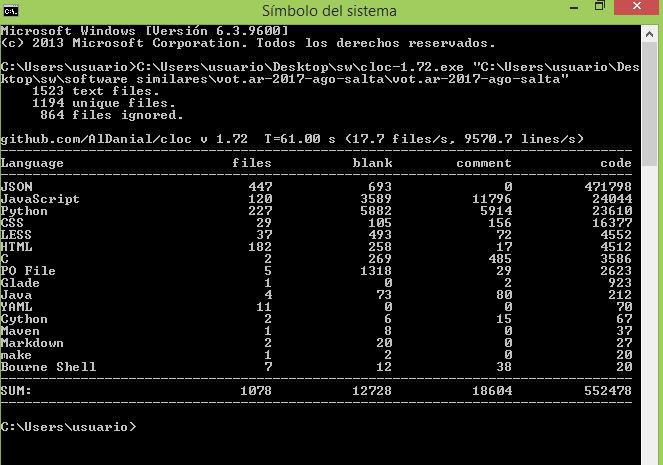 C:\. Símbolo del sistema
Microsoft Windows [Versión 6.3.9600]
(c) 2013 Microsoft Corporation. Todos los derechos reservados.
C:\Users\usuario>C:\Users\usuario\Desktop\sw\cloc-1.72.exe "C:\Users\usuario\Des
ktop\sw\software similares\vot.ar-2017-ago-salta\vot.ar-2017-ago-salta"
1523 text files.
1194 unique files.
864 files ignored.
github.com/AlDanial/cloc v 1.72 T=61.00 s (17.7 files/s, 9570.7 lines/s)
Language files blank comment code
JSON 447 693 0 471798
JavaScript 120 3589 11796 24044
Python 227 5882 5914 23610
CSS 29 105 156 16377
LESS 37 493 72 4552
HTML 182 258 17 4512
C 2 269 485 3586
PO File 5 1318 29 2623
Glade 1 0 2 923
Java 4 73 80 212
YAML 11 0 0 70
Cython 2 6 15 67
Maven 1 8 0 37
Markdown 2 20 0 27
make 1 2 0 20
Bourne Shell 7 12 38 20
SUM: 1078 12728 18604 552478
C:\Users\usuario>